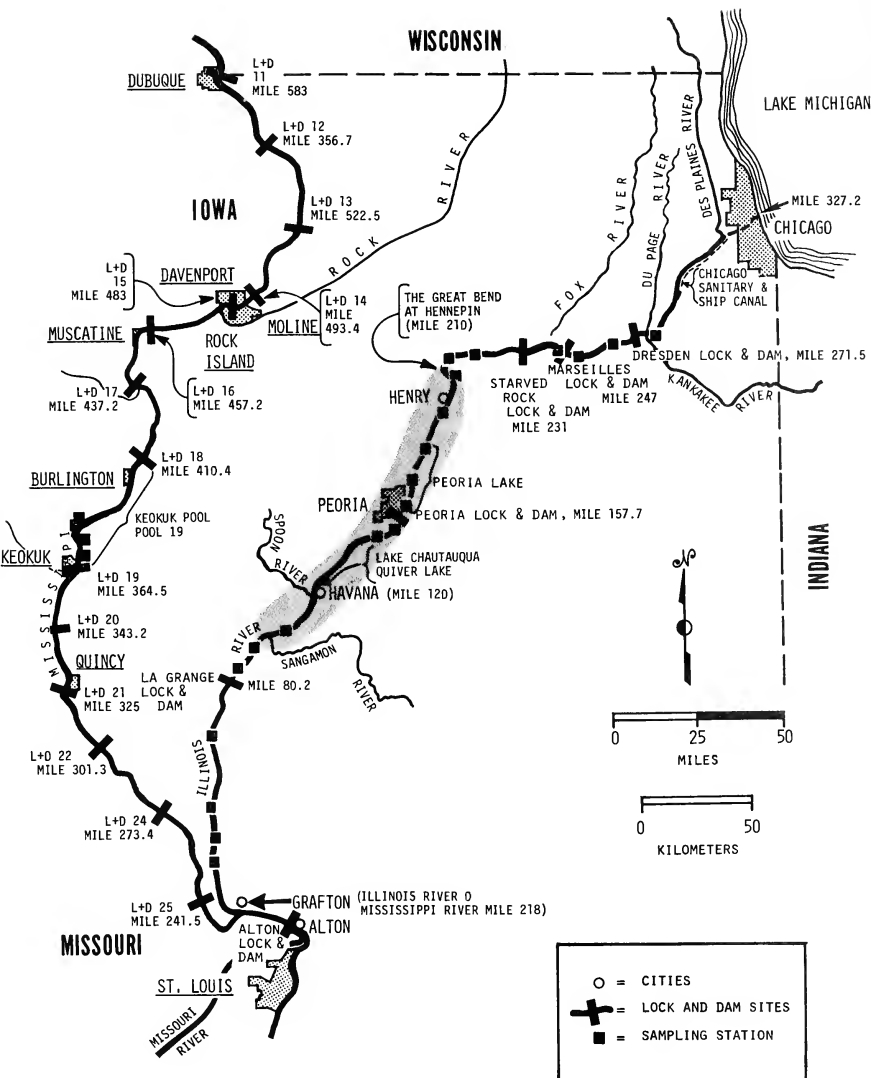 WISCONSIN
L+D
11
MILE 583
DUBUQUE
LAKE MICHIGAN
L+D 12
MILE 356.7
IOWA
L+D 13
MILE 522.5
ROCK RIVER
FOX RIVER
DU PAGE RIVER
DES PLAINES RIVER
MILE 327.2
CHICAGO
CHICAGO
SANITARY &
SHIP CANAL
DAVENPORT
L+D
15
MILE 483
L+D 14
MILE
493.4
MOLINE
ROCK
ISLAND
MUSCATINE
THE GREAT BEND
AT HENNEPIN
(MILE 210)
L+D 17
MILE 437.2
L+D 16
MILE 457.2
DRESDEN LOCK & DAM, MILE 271.5
MARSEILLES
LOCK & DAM
MILE 247
STARVED
ROCK
LOCK & DAM
MILE 231
KANKAKEE
RIVER
HENRY
L+D 18
MILE 410.4
BURLINGTON
KEOKUK POOL
POOL 19
PEORIA LAKE
PEORIA
PEORIA LOCK & DAM, MILE 157.7
SPOON
RIVER
LAKE CHAUTAUQUA
QUIVER LAKE
HAVANA (MILE 120)
INDIANA
N
KEOKUK
L+D 19
MILE 364.5
MISSISSIPPI
L+D 20
MILE 343.2
RIVER
SANGAMON
RIVER
QUINCY
L+D 21
MILE 325
LA GRANGE
LOCK &
DAM
MILE 80.2
ILLINOIS
L+D 22
MILE 301.3
L+D 24
MILE 273.4
0 25 50
MILES
0 50
KILOMETERS
L+D 25
MILE 241.5
GRAFTON (ILLINOIS RIVER 0
MISSISSIPPI RIVER MILE 218)
ALTON
LOCK &
DAM
ALTON
MISSOURI
ST. LOUIS
MISSOURI
RIVER
= CITIES
= LOCK AND DAM SITES
= SAMPLING STATION